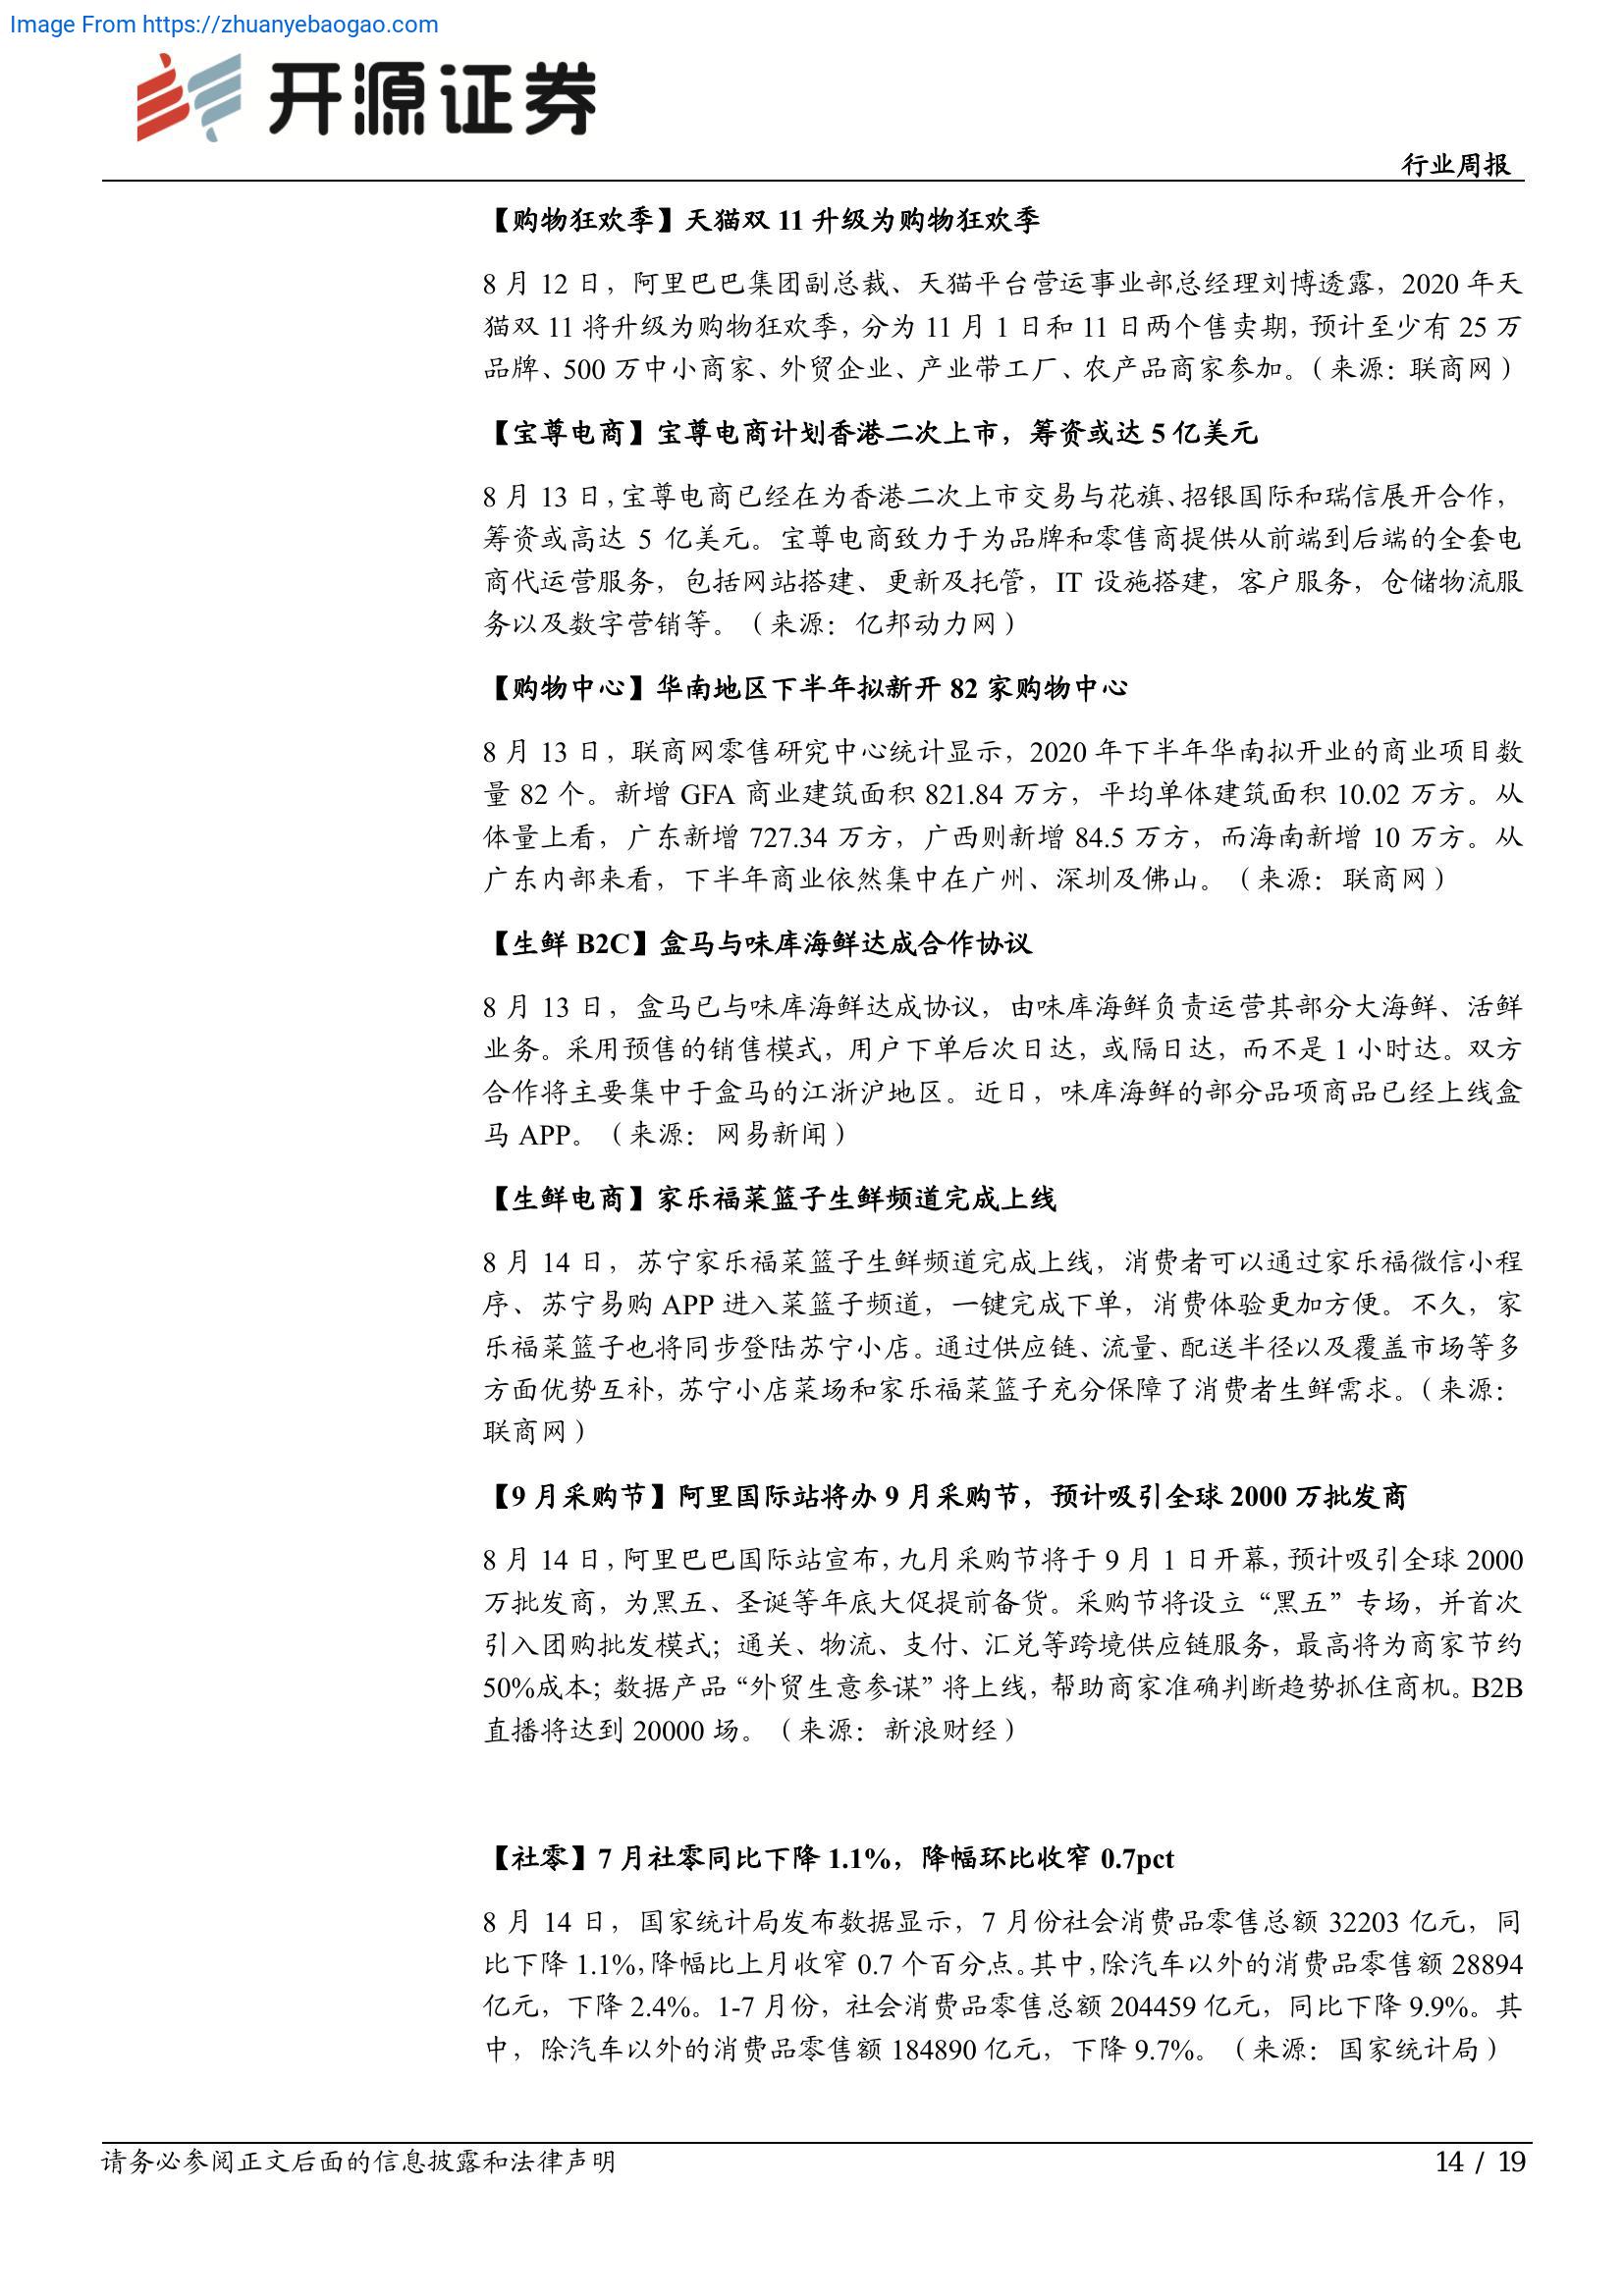 Image From https://zhuanyebaogao.com
开源证券
行业周报
【购物狂欢季】天猫双 11 升级为购物狂欢季
8 月 12 日，阿里巴巴集团副总裁、天猫平台营运事业部总经理刘博透露，2020 年天
猫双 11 将升级为购物狂欢季，分为 11 月 1 日和 11 日两个售卖期，预计至少有 25 万
品牌、500 万中小商家、外贸企业、产业带工厂、农产品商家参加。（来源：联商网）
【宝尊电商】宝尊电商计划香港二次上市，筹资或达 5 亿美元
8 月 13 日，宝尊电商已经在为香港二次上市交易与花旗、招银国际和瑞信展开合作，
筹资或高达 5 亿美元。宝尊电商致力于为品牌和零售商提供从前端到后端的全套电
商代运营服务，包括网站搭建、更新及托管，IT 设施搭建，客户服务，仓储物流服
务以及数字营销等。（来源：亿邦动力网）
【购物中心】华南地区下半年拟新开 82 家购物中心
8 月 13 日，联商网零售研究中心统计显示，2020 年下半年华南拟开业的商业项目数
量 82 个。新增 GFA 商业建筑面积 821.84 万方，平均单体建筑面积 10.02 万方。从
体量上看，广东新增 727.34 万方，广西则新增 84.5 万方，而海南新增 10 万方。从
广东内部来看，下半年商业依然集中在广州、深圳及佛山。（来源：联商网）
【生鲜 B2C】盒马与味库海鲜达成合作协议
8 月 13 日，盒马已与味库海鲜达成协议，由味库海鲜负责运营其部分大海鲜、活鲜
业务。采用预售的销售模式，用户下单后次日达，或隔日达，而不是 1 小时达。双方
合作将主要集中于盒马的江浙沪地区。近日，味库海鲜的部分品项商品已经上线盒
马 APP。（来源：网易新闻）
【生鲜电商】家乐福菜篮子生鲜频道完成上线
8 月 14 日，苏宁家乐福菜篮子生鲜频道完成上线，消费者可以通过家乐福微信小程
序、苏宁易购 APP 进入菜篮子频道，一键完成下单，消费体验更加方便。不久，家
乐福菜篮子也将同步登陆苏宁小店。通过供应链、流量、配送半径以及覆盖市场等多
方面优势互补，苏宁小店菜场和家乐福菜篮子充分保障了消费者生鲜需求。（来源：
联商网）
【9 月采购节】阿里国际站将办 9 月采购节，预计吸引全球 2000 万批发商
8 月 14 日，阿里巴巴国际站宣布，九月采购节将于 9 月 1 日开幕，预计吸引全球 2000
万批发商，为黑五、圣诞等年底大促提前备货。采购节将设立“黑五”专场，并首次
引入团购批发模式；通关、物流、支付、汇兑等跨境供应链服务，最高将为商家节约
50%成本；数据产品“外贸生意参谋”将上线，帮助商家准确判断趋势抓住商机。B2B
直播将达到 20000 场。（来源：新浪财经）
【社零】7 月社零同比下降 1.1%，降幅环比收窄 0.7pct
8 月 14 日，国家统计局发布数据显示，7 月份社会消费品零售总额 32203 亿元，同
比下降 1.1%，降幅比上月收窄 0.7 个百分点。其中，除汽车以外的消费品零售额 28894
亿元，下降 2.4%。1-7 月份，社会消费品零售总额 204459 亿元，同比下降 9.9%。其
中，除汽车以外的消费品零售额 184890 亿元，下降 9.7%。（来源：国家统计局）
请务必参阅正文后面的信息披露和法律声明
14 / 19